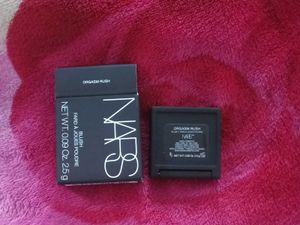 ORGASM RUSH
NARS
BLUSH
FARD À JOUES POUDRE
NET WT. 0.09 Oz. 2.5 g
ORGASM RUSH
NARS